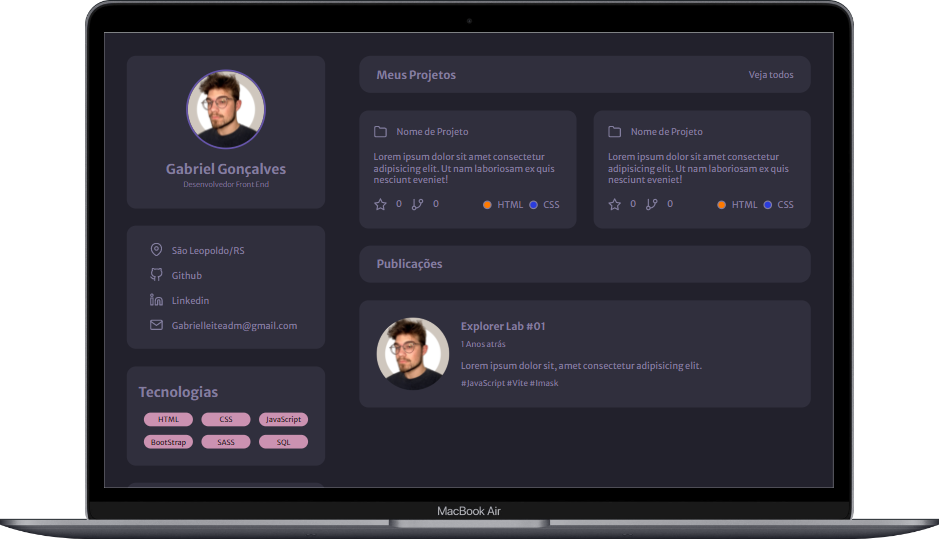 Gabriel Gonçalves
Desenvolvedor Front End
São Leopoldo/RS
Github
Linkedin
Gabrielleiteadm@gmail.com
Tecnologias
HTML CSS JavaScript
BootStrap SASS SQL
Meus Projetos Veja todos
Nome de Projeto
Lorem ipsum dolor sit amet consectetur
adipisicing elit. Ut nam laboriosam ex quis
nesciunt eveniet!
0 0 HTML CSS
Nome de Projeto
Lorem ipsum dolor sit amet consectetur
adipisicing elit. Ut nam laboriosam ex quis
nesciunt eveniet!
0 0 HTML CSS
Publicações
Explorer Lab #01
1 Anos atrás
Lorem ipsum dolor sit, amet consectetur adipisicing elit.
#JavaScript #Vite #Imask
MacBook Air